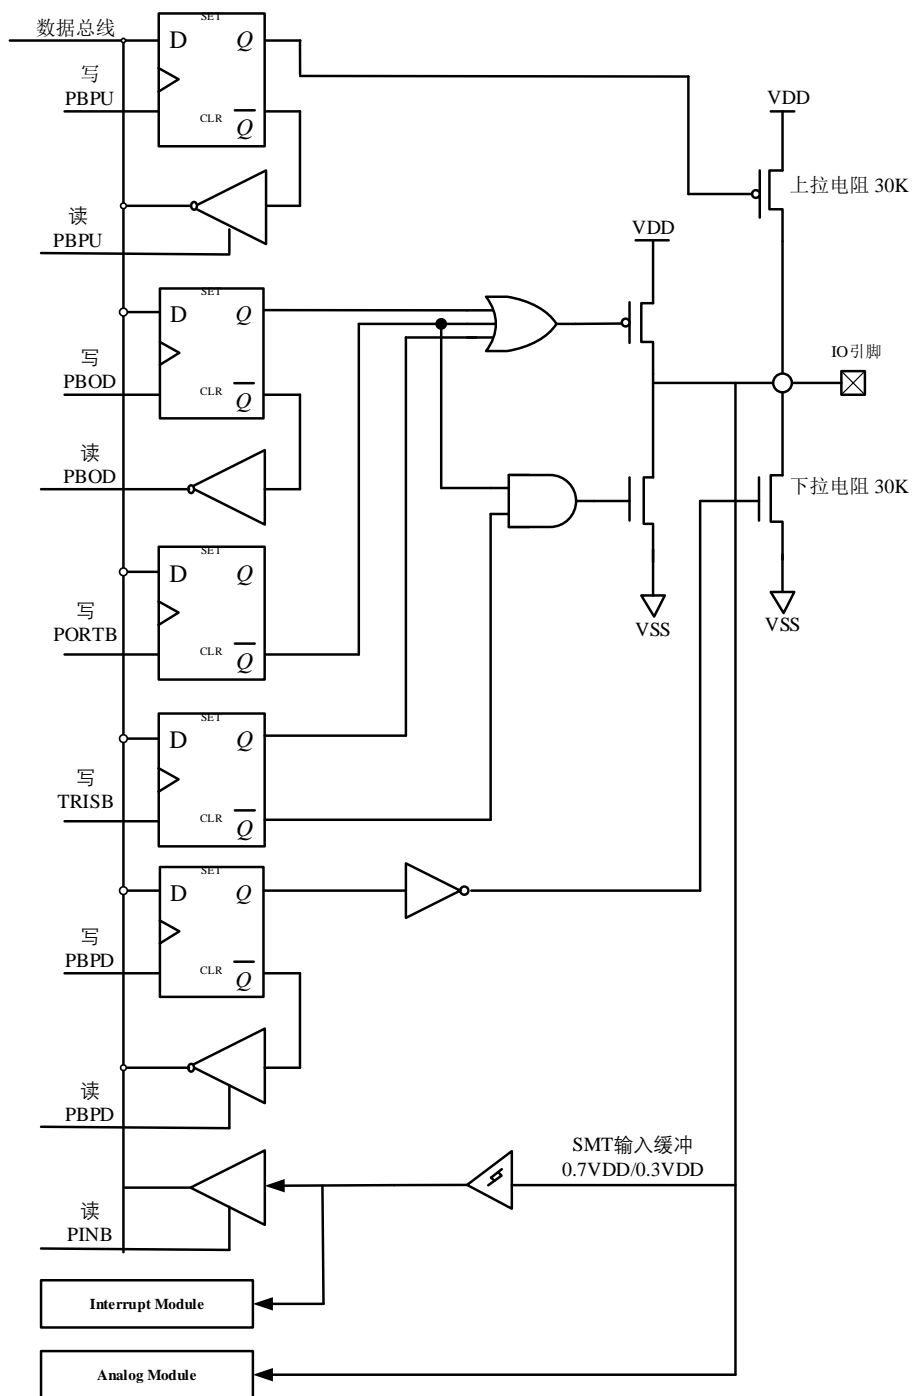 数据总线
SET
D
Q
写
PBPU
CLR
Q
VDD
上拉电阻 30K
读
PBPU
VDD
SET
D
Q
IO引脚
写
PBOD
CLR
Q
读
PBOD
下拉电阻 30K
SET
D
Q
写
PORTB
CLR
Q
VSS
VSS
SET
D
Q
写
TRISB
CLR
Q
SET
D
Q
写
PBPD
CLR
Q
读
PBPD
SMT输入缓冲
0.7VDD/0.3VDD
读
PINB
Interrupt Module
Analog Module